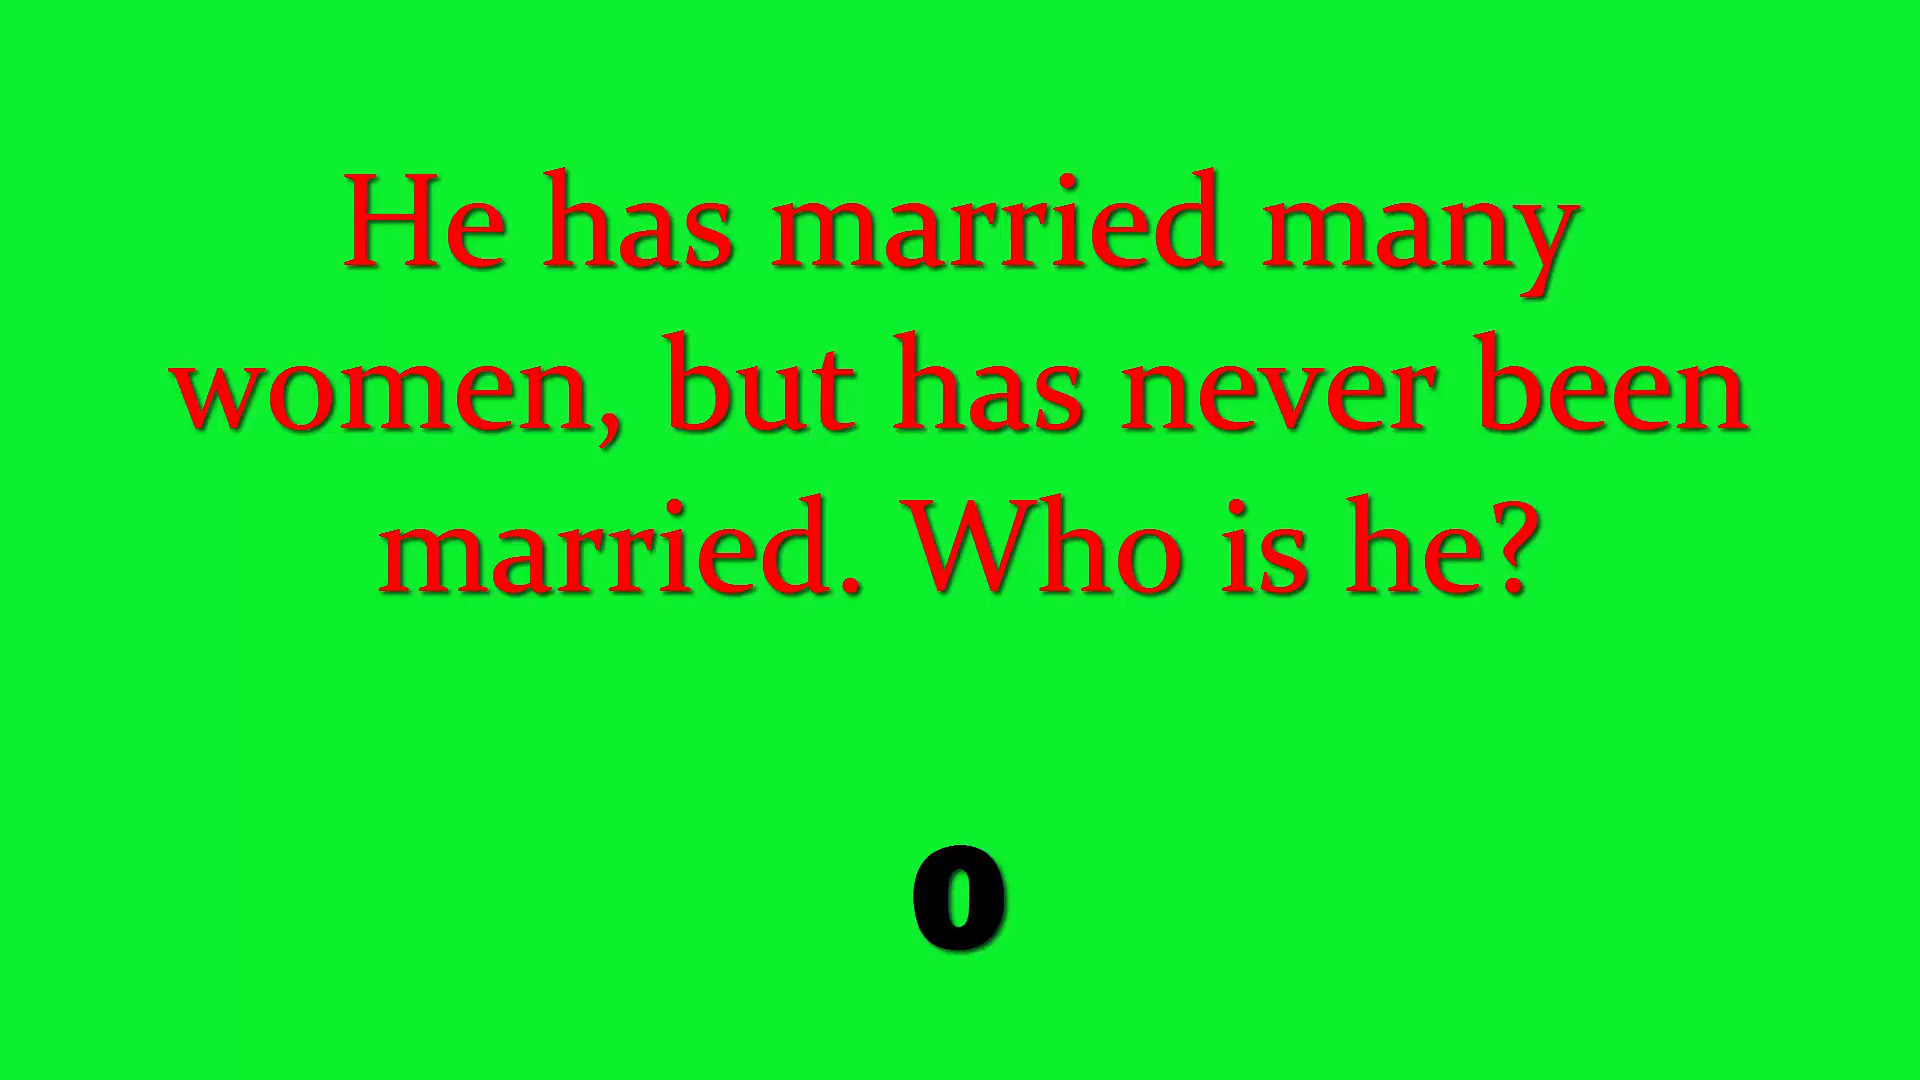 He has married many
women, but has never been
married. Who is he?
0